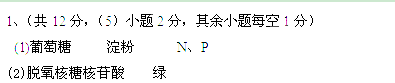 1、(共 12 分，(5) 小题 2 分，其余小题每空 1 分)
(1)葡萄糖 淀粉 N、P
(2)脱氧核糖核苷酸 绿